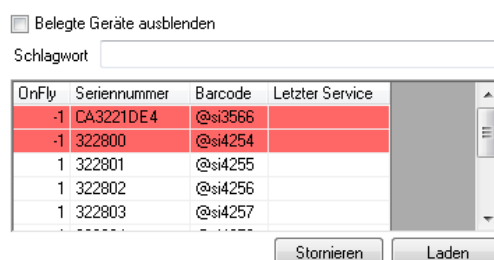 Belegte Geräte ausblenden
Schlagwort
OnFly Seriennummer Barcode Letzter Service
-1 CA3221DE4 @si3566
-1 322800 @si4254
1 322801 @si4255
1 322802 @si4256
1 322803 @si4257
Stornieren Laden